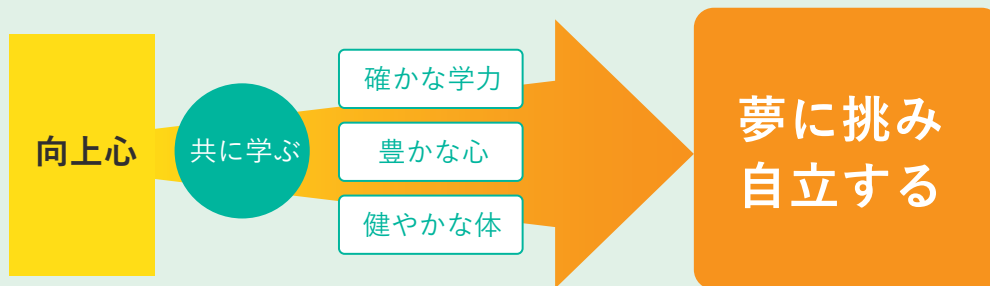 向上心
共に学ぶ
確かな学力
豊かな心
健やかな体
夢に挑み
自立する